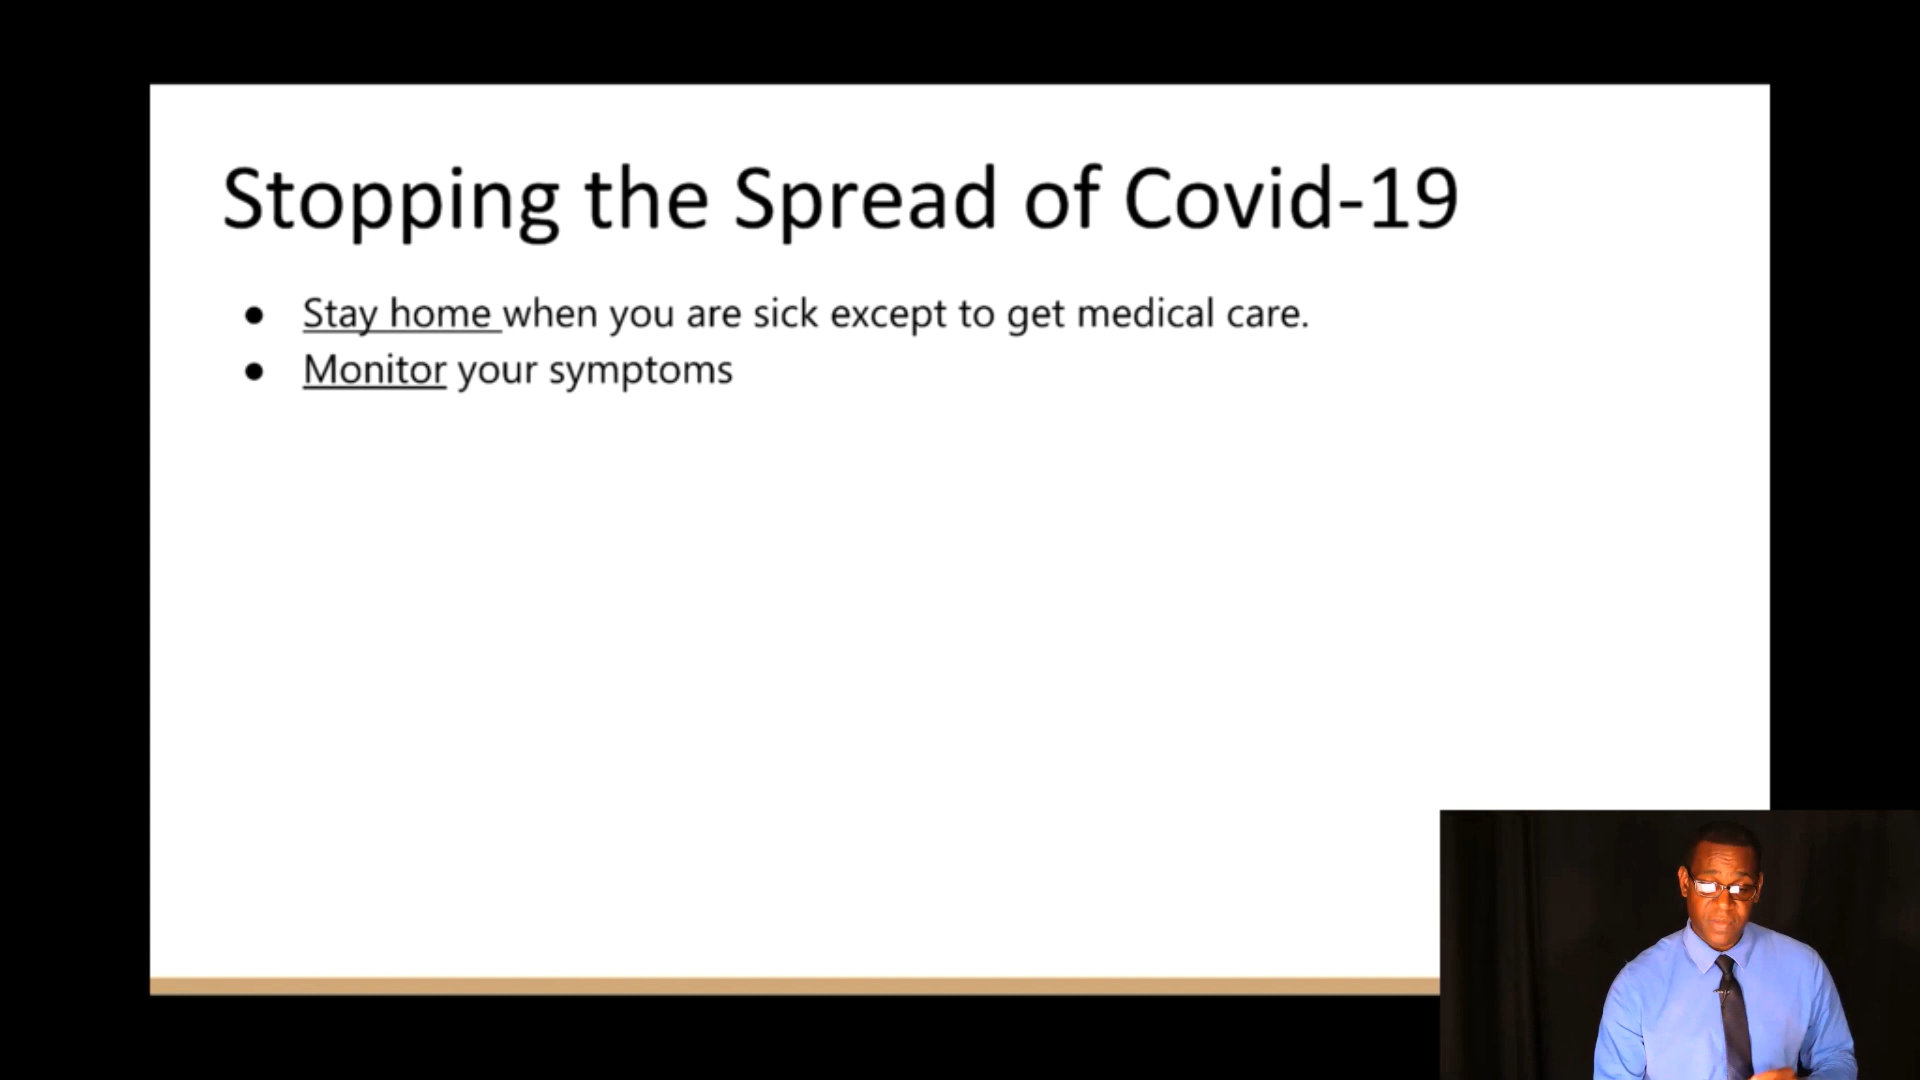 Stopping the Spread of Covid-19
● Stay home when you are sick except to get medical care.
● Monitor your symptoms